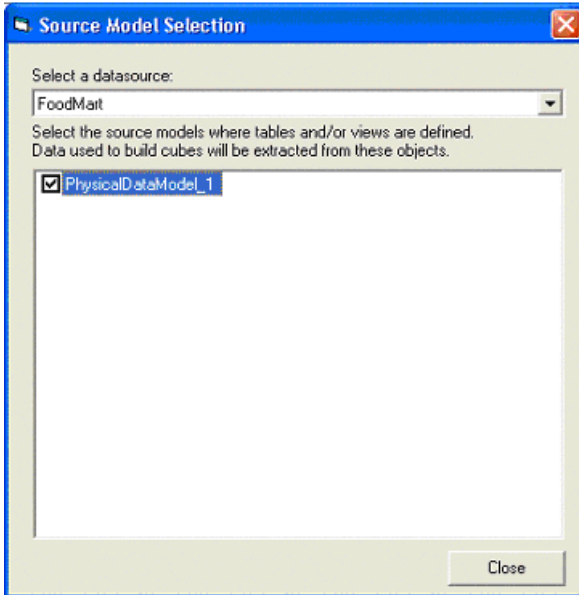 Source Model Selection
Select a datasource:
FoodMart
Select the source models where tables and/or views are defined.
Data used to build cubes will be extracted from these objects.
PhysicalDataModel_1
Close